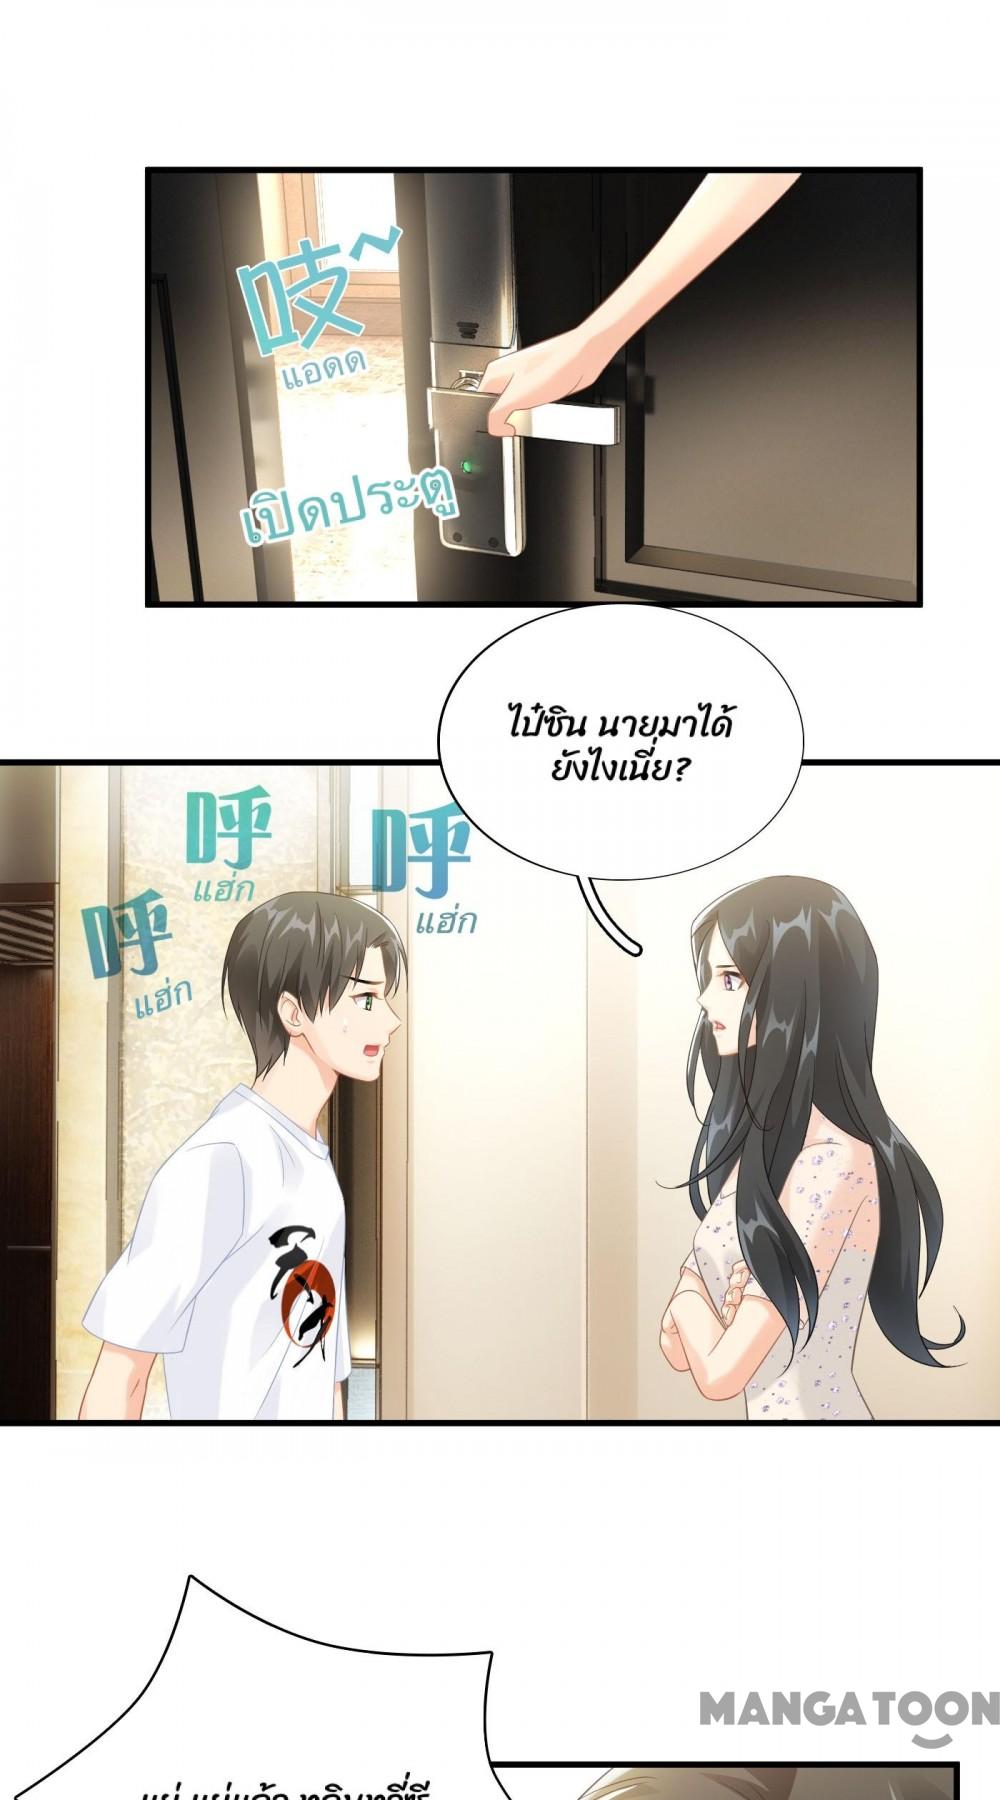 吱~
แอดด
เปิดประตู
ไป๋ซิน นายมาได้
ยังไงเนี่ย?
呼
แฮ่ก
呼
แฮ่ก
呼
แฮ่ก
MANGATOON